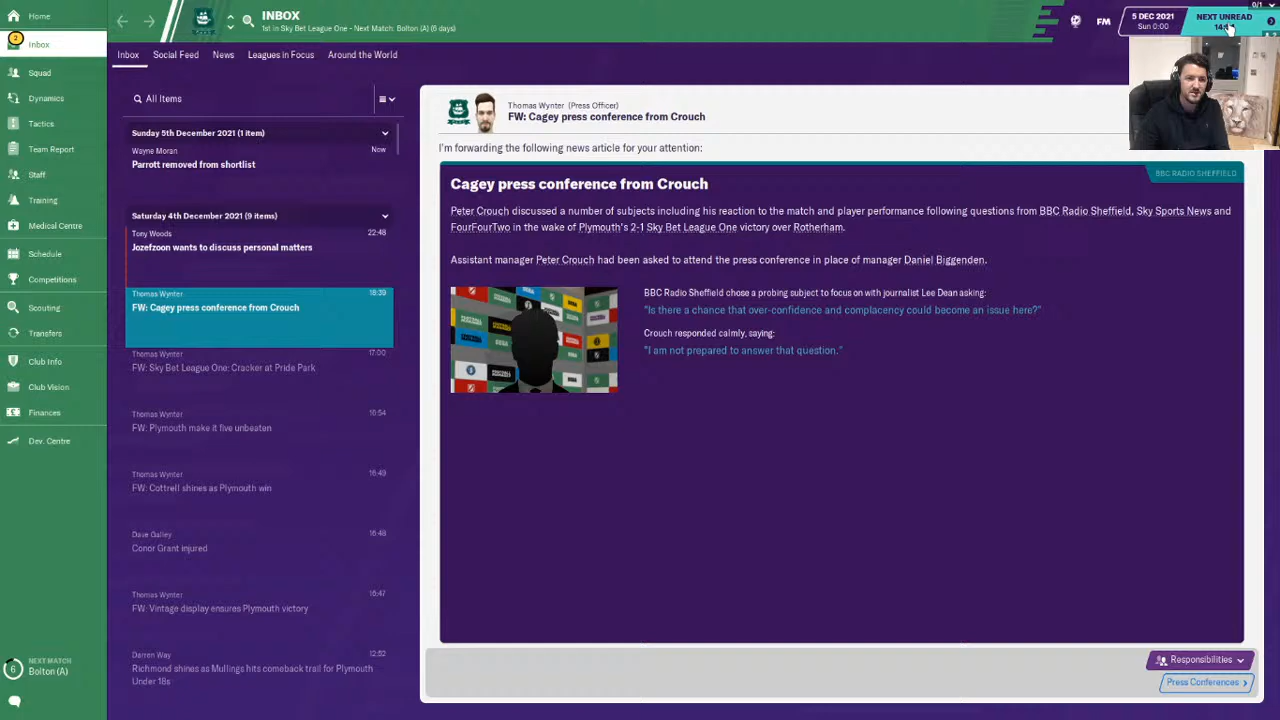 Home
2
Inbox
Squad
Dynamics
Tactics
Team Report
Staff
Training
Medical Centre
Schedule
Competitions
Scouting
Transfers
Club Info
Club Vision
Finances
Dev. Centre
6
NEXT MATCH
Bolton (A)
INBOX
1st in Sky Bet League One - Next Match: Bolton (A) (6 days)
FM
5 DEC 2021
Sun 0:00
0/1
NEXT UNREAD
2
Inbox Social Feed News Leagues in Focus Around the World
All Items
Sunday 5th December 2021 (1 item)
Wayne Moran Now
Parrott removed from shortlist
Saturday 4th December 2021 (9 items)
Tony Woods 22:48
Jozefzoon wants to discuss personal matters
Thomas Wynter 18:39
FW: Cagey press conference from Crouch
Thomas Wynter 17:00
FW: Sky Bet League One: Cracker at Pride Park
Thomas Wynter 16:54
FW: Plymouth make it five unbeaten
Thomas Wynter 16:49
FW: Cottrell shines as Plymouth win
Dave Galley 16:48
Conor Grant injured
Thomas Wynter 16:47
FW: Vintage display ensures Plymouth victory
Darren Way 12:52
Richmond shines as Mullings hits comeback trail for Plymouth
Under 18s
Thomas Wynter (Press Officer)
FW: Cagey press conference from Crouch
I'm forwarding the following news article for your attention:
BBC RADIO SHEFFIELD
Cagey press conference from Crouch
Peter Crouch discussed a number of subjects including his reaction to the match and player performance following questions from BBC Radio Sheffield, Sky Sports News and
FourFourTwo in the wake of Plymouth's 2-1 Sky Bet League One victory over Rotherham.
Assistant manager Peter Crouch had been asked to attend the press conference in place of manager Daniel Biggenden.
BBC Radio Sheffield chose a probing subject to focus on with journalist Lee Dean asking:
"Is there a chance that over-confidence and complacency could become an issue here?"
Crouch responded calmly, saying:
"I am not prepared to answer that question."
Responsibilities
Press Conferences